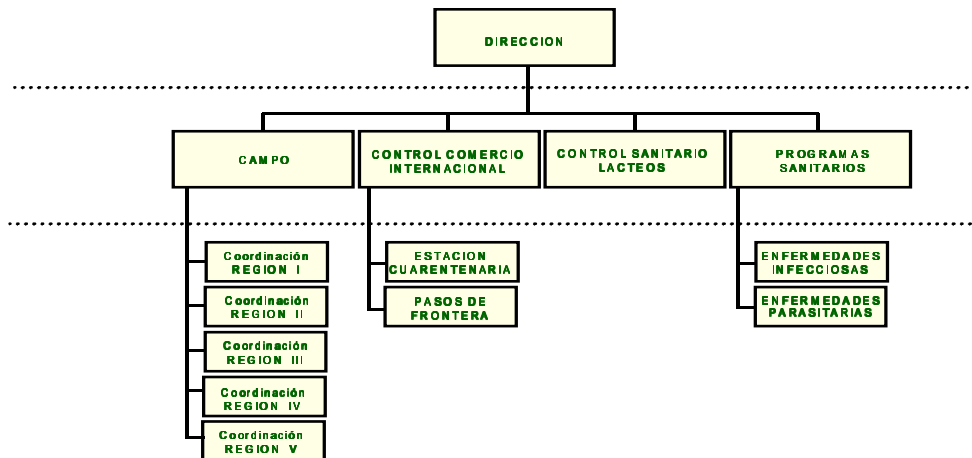 DIRECCION
CAMPO
CONTROL COMERCIO
INTERNACIONAL
CONTROL SANITARIO
LACTEOS
PROGRAMAS
SANITARIOS
Coordinación
REGION I
Coordinación
REGION II
Coordinación
REGION III
Coordinación
REGION IV
Coordinación
REGION V
ESTACION
CUARENTENARIA
PASOS DE
FRONTERA
ENFERMEDADES
INFECCIOSAS
ENFERMEDADES
PARASITARIAS